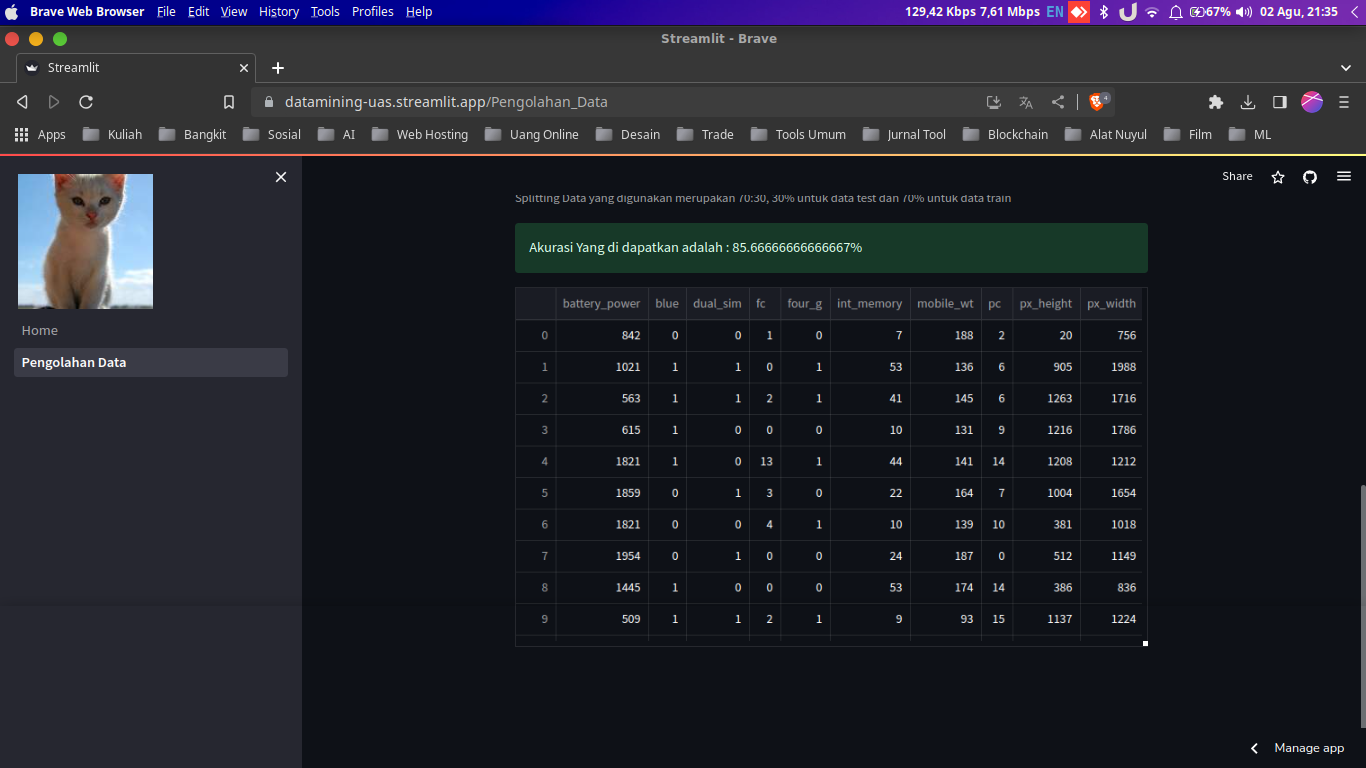 Brave Web Browser File Edit View History Tools Profiles Help 129,42 Kbps 7,61 Mbps EN 67% 02 Agu, 21:35
Streamlit - Brave
Streamlit
datamining-uas.streamlit.app/Pengolahan_Data 4
Apps Kuliah Bangkit Sosial AI Web Hosting Uang Online Desain Trade Tools Umum Jurnal Tool Blockchain Alat Nuyul Film ML
Share
Home
Pengolahan Data
Splitting Data yang digunakan merupakan 70:30, 30% untuk data test dan 70% untuk data train
Akurasi Yang di dapatkan adalah : 85.66666666666667%
battery_power blue dual_sim fc four_g int_memory mobile_wt pc px_height px_width
0 842 0 0 1 0 7 188 2 20 756
1 1021 1 1 0 1 53 136 6 905 1988
2 563 1 1 2 1 41 145 6 1263 1716
3 615 1 0 0 0 10 131 9 1216 1786
4 1821 1 0 13 1 44 141 14 1208 1212
5 1859 0 1 3 0 22 164 7 1004 1654
6 1821 0 0 4 1 10 139 10 381 1018
7 1954 0 1 0 0 24 187 0 512 1149
8 1445 1 0 0 0 53 174 14 386 836
9 509 1 1 2 1 9 93 15 1137 1224
Manage app